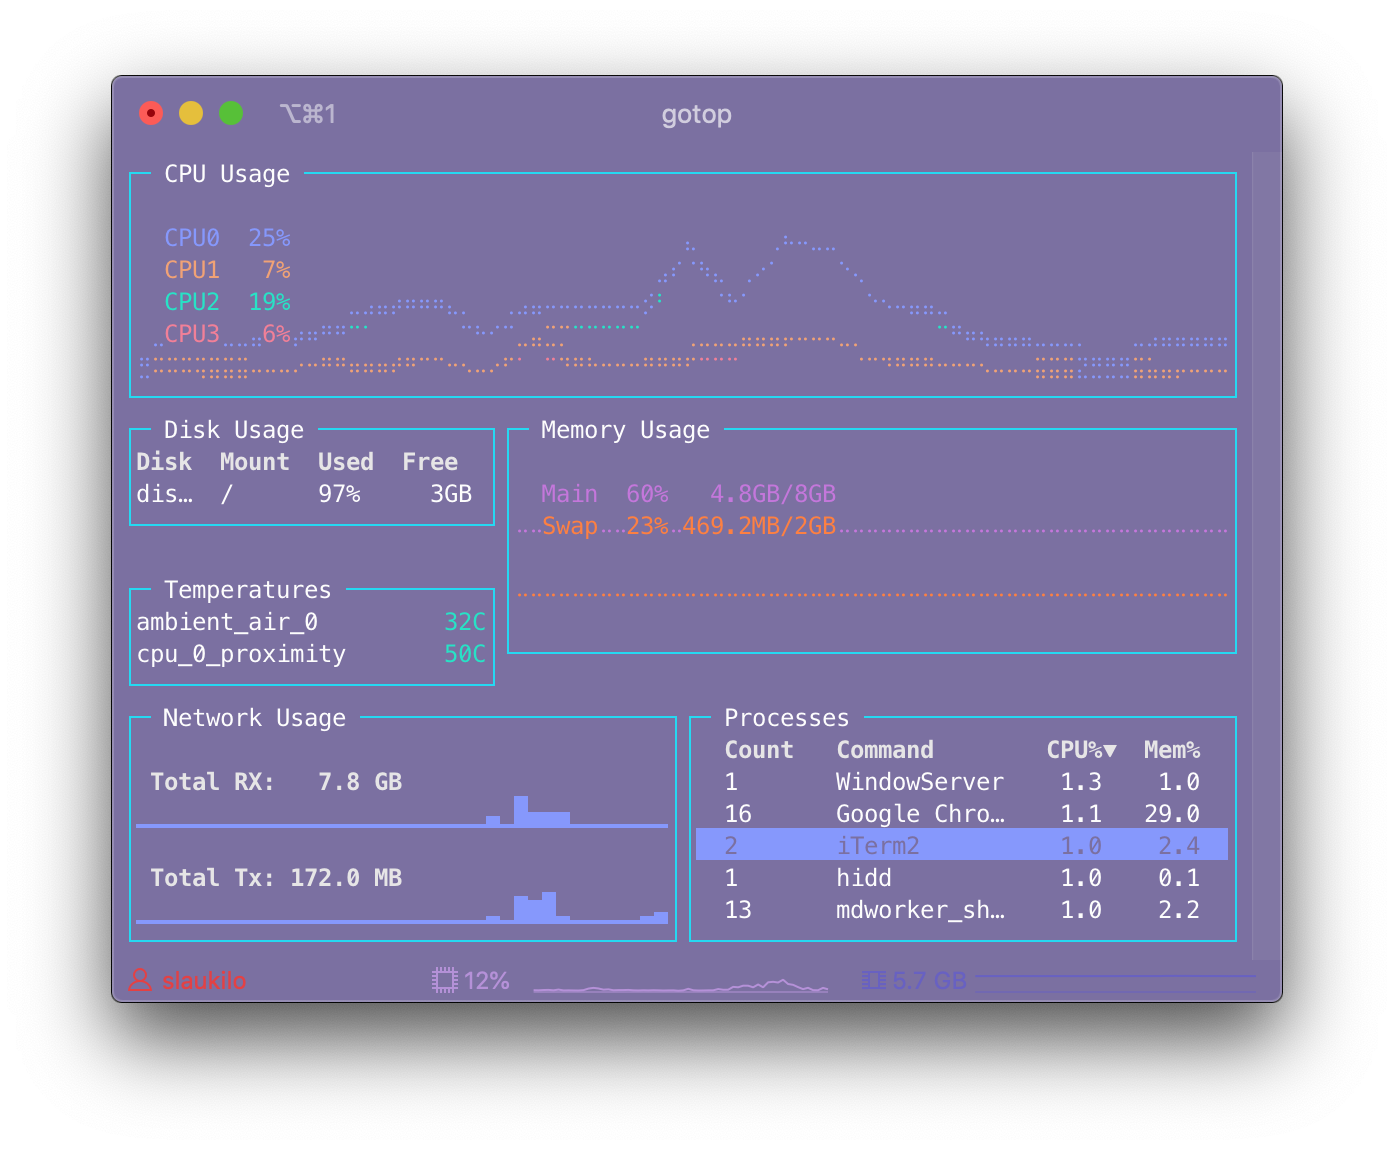 ⌥⌘1 gotop
CPU Usage
CPU0 25%
CPU1 7%
CPU2 19%
CPU3 6%
Disk Usage
Disk Mount Used Free
dis… / 97% 3GB
Memory Usage
Main 60% 4.8GB/8GB
Swap 23% 469.2MB/2GB
Temperatures
ambient_air_0 32C
cpu_0_proximity 50C
Network Usage
Total RX: 7.8 GB
Total Tx: 172.0 MB
Processes
Count Command CPU%▼ Mem%
1 WindowServer 1.3 1.0
16 Google Chro… 1.1 29.0
2 iTerm2 1.0 2.4
1 hidd 1.0 0.1
13 mdworker_sh… 1.0 2.2
slaukilo 12% 5.7 GB